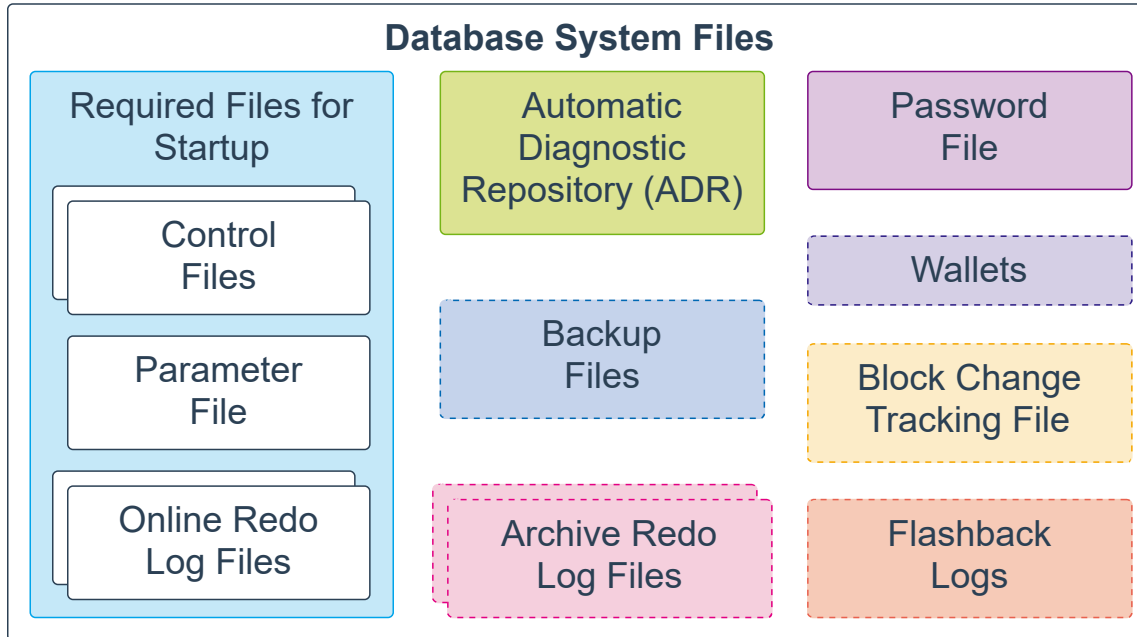 Database System Files
Required Files for
Startup
Control
Files
Parameter
File
Online Redo
Log Files
Automatic
Diagnostic
Repository (ADR)
Backup
Files
Archive Redo
Log Files
Password
File
Wallets
Block Change
Tracking File
Flashback
Logs